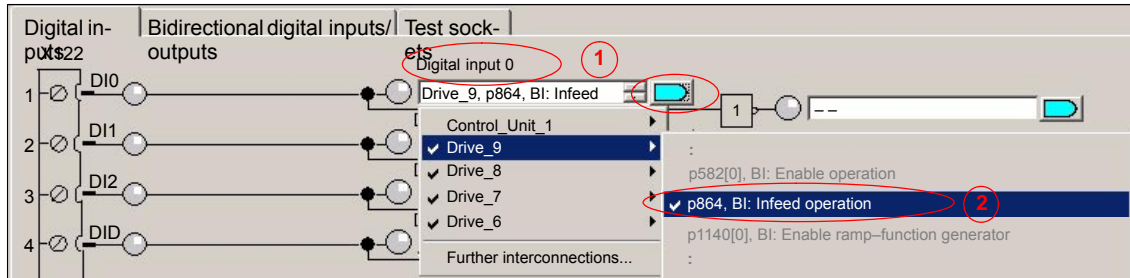 Digital in-
puts
Bidirectional digital inputs/
outputs
Test sock-
ets
X122
Digital input 0
1
1 DI0
Drive_9, p864, BI: Infeed
1
– –
2 DI1
Control_Unit_1
Drive_9
:
3 DI2
Drive_8
p582[0], BI: Enable operation
Drive_7
p864, BI: Infeed operation
2
Drive_6
4 DID
p1140[0], BI: Enable ramp–function generator
Further interconnections...
: